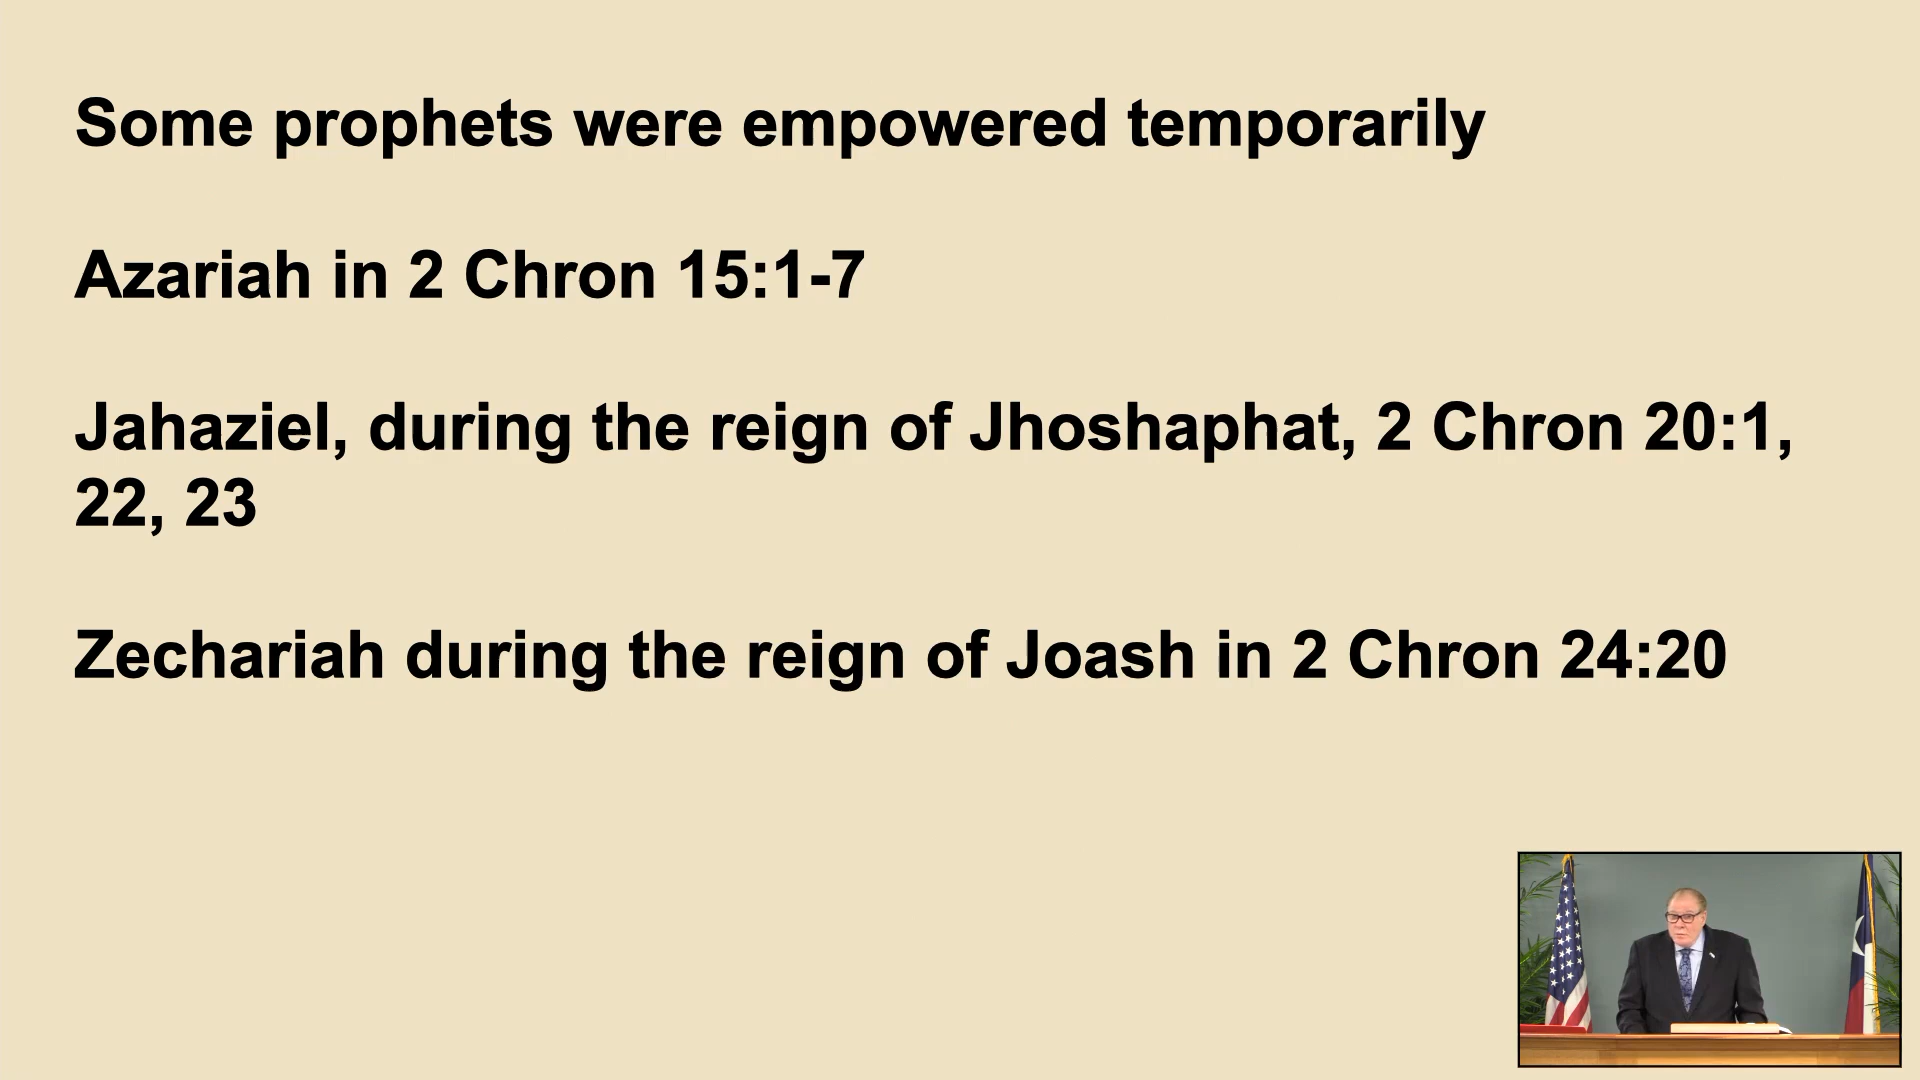 Some prophets were empowered temporarily
Azariah in 2 Chron 15:1-7
Jahaziel, during the reign of Jhoshaphat, 2 Chron 20:1,
22, 23
Zechariah during the reign of Joash in 2 Chron 24:20